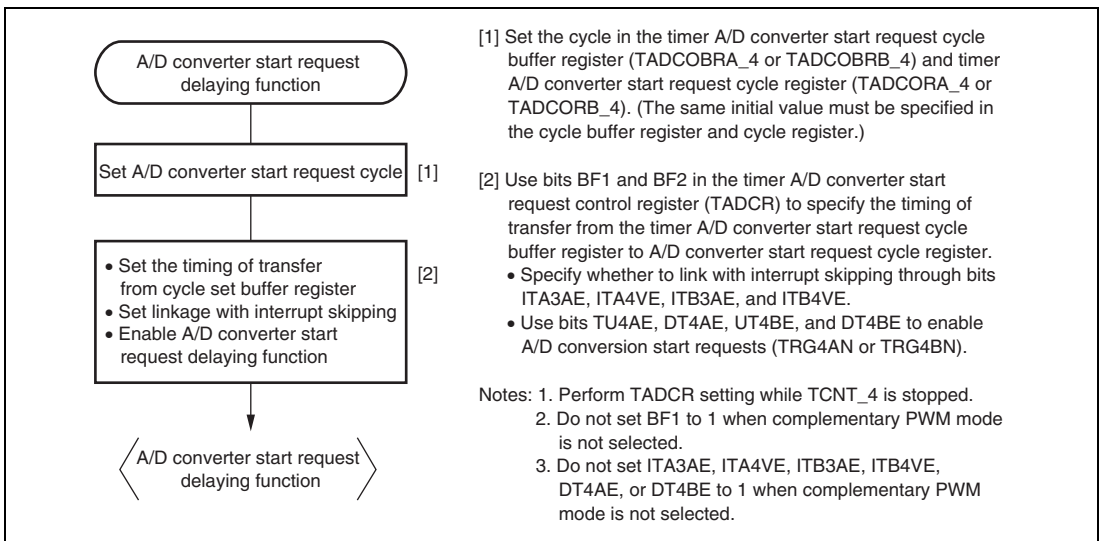 A/D converter start request
delaying function
Set A/D converter start request cycle [1]
• Set the timing of transfer
from cycle set buffer register
• Set linkage with interrupt skipping
• Enable A/D converter start
request delaying function
[2]
A/D converter start request
delaying function
[1] Set the cycle in the timer A/D converter start request cycle
buffer register (TADCOBRA_4 or TADCOBRB_4) and timer
A/D converter start request cycle register (TADCORA_4 or
TADCORB_4). (The same initial value must be specified in
the cycle buffer register and cycle register.)
[2] Use bits BF1 and BF2 in the timer A/D converter start
request control register (TADCR) to specify the timing of
transfer from the timer A/D converter start request cycle
buffer register to A/D converter start request cycle register.
• Specify whether to link with interrupt skipping through bits
ITA3AE, ITA4VE, ITB3AE, and ITB4VE.
• Use bits TU4AE, DT4AE, UT4BE, and DT4BE to enable
A/D conversion start requests (TRG4AN or TRG4BN).
Notes: 1. Perform TADCR setting while TCNT_4 is stopped.
2. Do not set BF1 to 1 when complementary PWM mode
is not selected.
3. Do not set ITA3AE, ITA4VE, ITB3AE, ITB4VE,
DT4AE, or DT4BE to 1 when complementary PWM
mode is not selected.